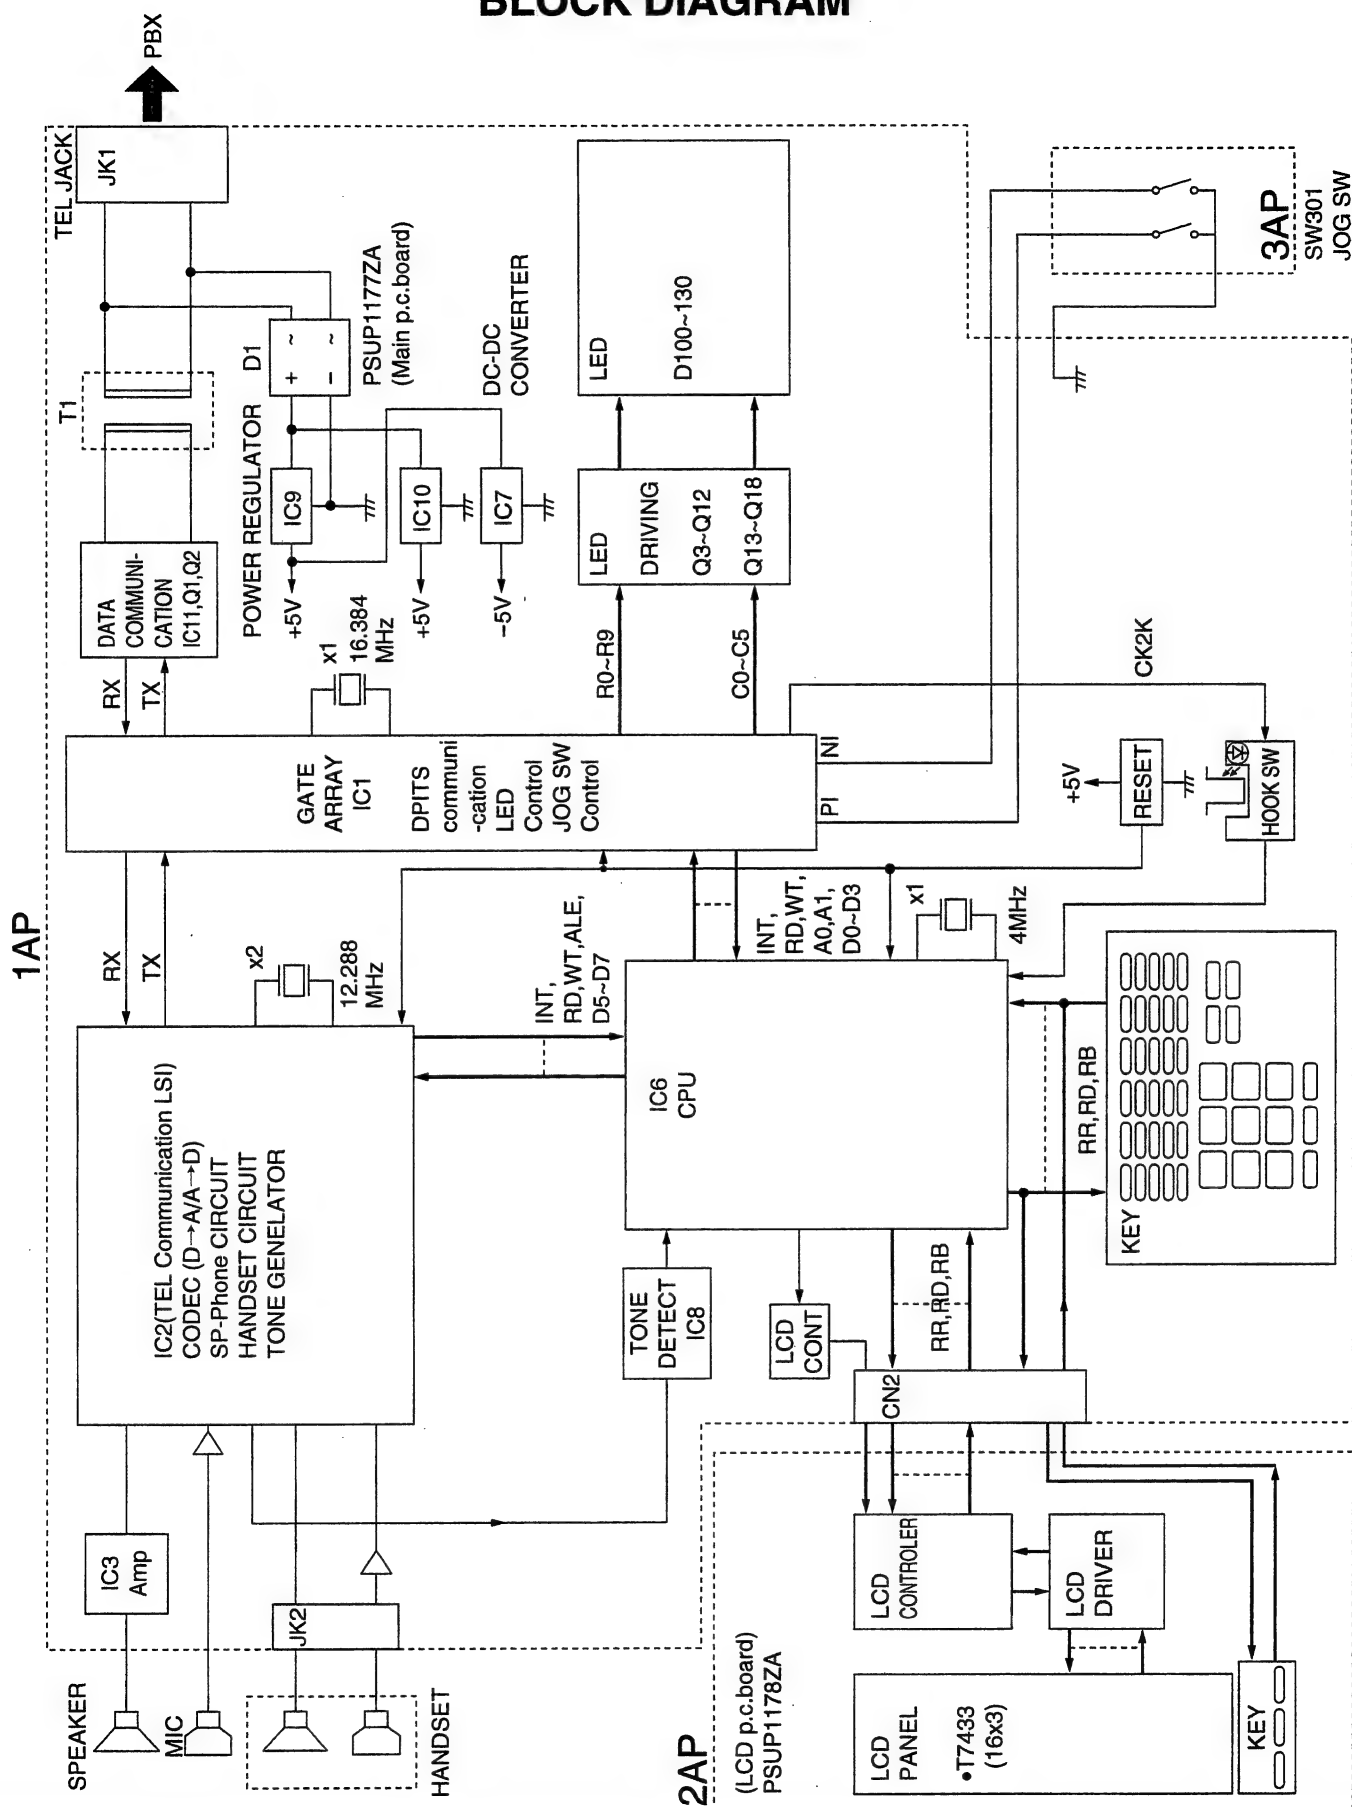 BLOCK DIAGRAM
1AP
SPEAKER
IC3
Amp
MIC
HANDSET
JK2
IC2(TEL Communication LSI)
CODEC (D→A/A→D)
SP-Phone CIRCUIT
HANDSET CIRCUIT
TONE GENELATOR
RX
TX
x2
12.288
MHz
GATE
ARRAY
IC1
DPITS
communi
-cation
LED
Control
JOG SW
Control
PI
NI
RX
TX
x1
16.384
MHz
DATA
COMMUNI-
CATION
IC11,Q1,Q2
T1
TEL JACK
JK1
PBX
POWER REGULATOR
D1
+ ~
− ~
PSUP1177ZA
(Main p.c.board)
+5V
IC9
+5V
IC10
−5V
IC7
DC-DC
CONVERTER
R0~R9
C0~C5
LED
DRIVING
Q3~Q12
Q13~Q18
LED
D100~130
3AP
SW301
JOG SW
INT,
RD,WT,ALE,
D5~D7
INT,
RD,WT,
A0,A1,
D0~D3
IC6
CPU
x1
4MHz
TONE
DETECT
IC8
LCD
CONT
RR,RD,RB
RR,RD,RB
CN2
KEY
+5V
RESET
CK2K
HOOK SW
2AP
(LCD p.c.board)
PSUP1178ZA
LCD
CONTROLER
LCD
DRIVER
LCD
PANEL
•T7433
(16x3)
KEY